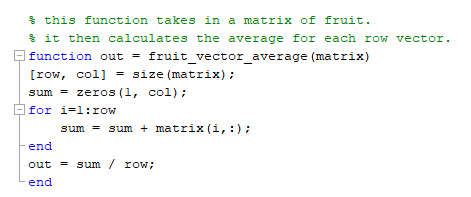 % this function takes in a matrix of fruit.
% it then calculates the average for each row vector.
function out = fruit_vector_average(matrix)
[row, col] = size(matrix);
sum = zeros(1, col);
for i=1:row
sum = sum + matrix(i,:);
end
out = sum / row;
end